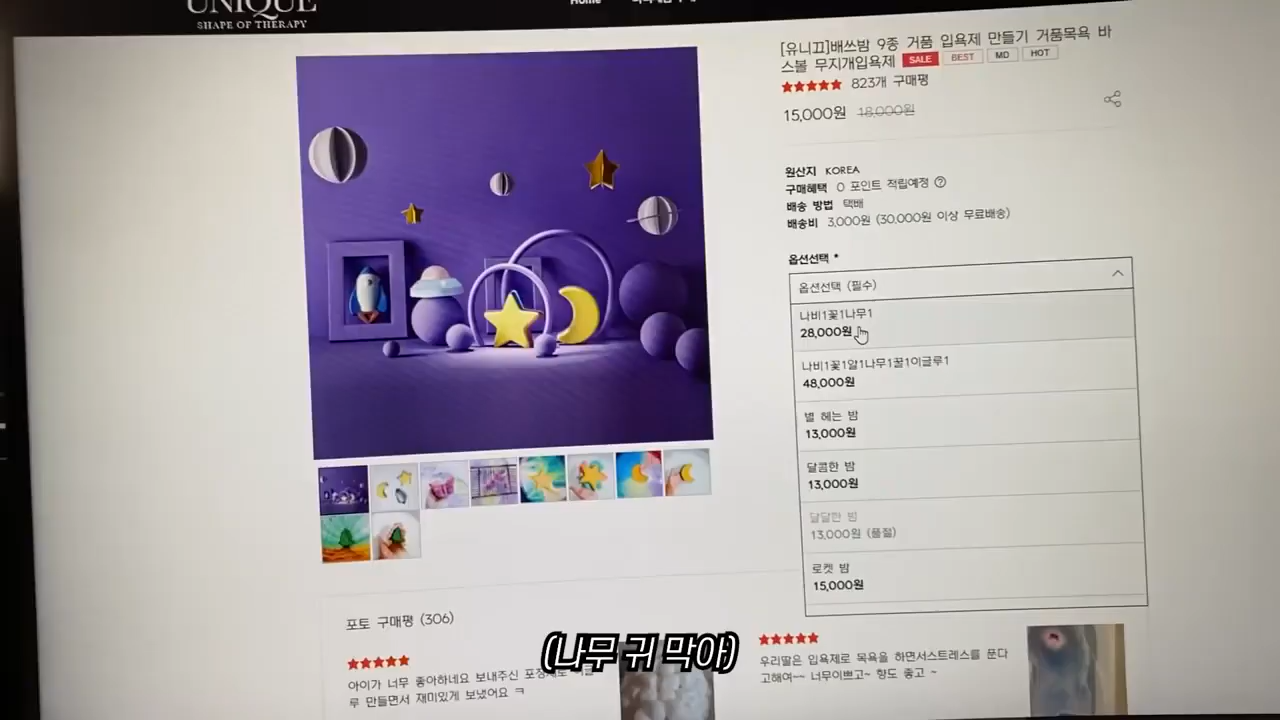 UNIQUE
SHAPE OF THERAPY
Home
[유니끄]배쓰밤 9종 거품 입욕제 만들기 거품목욕 바
스볼 무지개입욕제 SALE BEST MD HOT
823개 구매평
15,000원 18,000원
원산지 KOREA
구매혜택 0 포인트 적립예정 ?
배송 방법 택배
배송비 3,000원 (30,000원 이상 무료배송)
옵션선택 *
옵션선택 (필수)
나비1꽃1나무1
28,000원
나비1꽃1알1나무1꿀1이글루1
48,000원
별 헤는 밤
13,000원
달콤한 밤
13,000원
달달한 밤
13,000원 (품절)
로켓 밤
15,000원
포토 구매평 (306)
(나무 귀 막아)
아이가 너무 좋아하네요 보내주신
루 만들면서 재미있게 보냈어요 ㅋ
우리딸은 입욕제로 목욕을 하면서스트레스를 푼다
고해여~~ 너무이쁘고~ 향도 좋고 ~